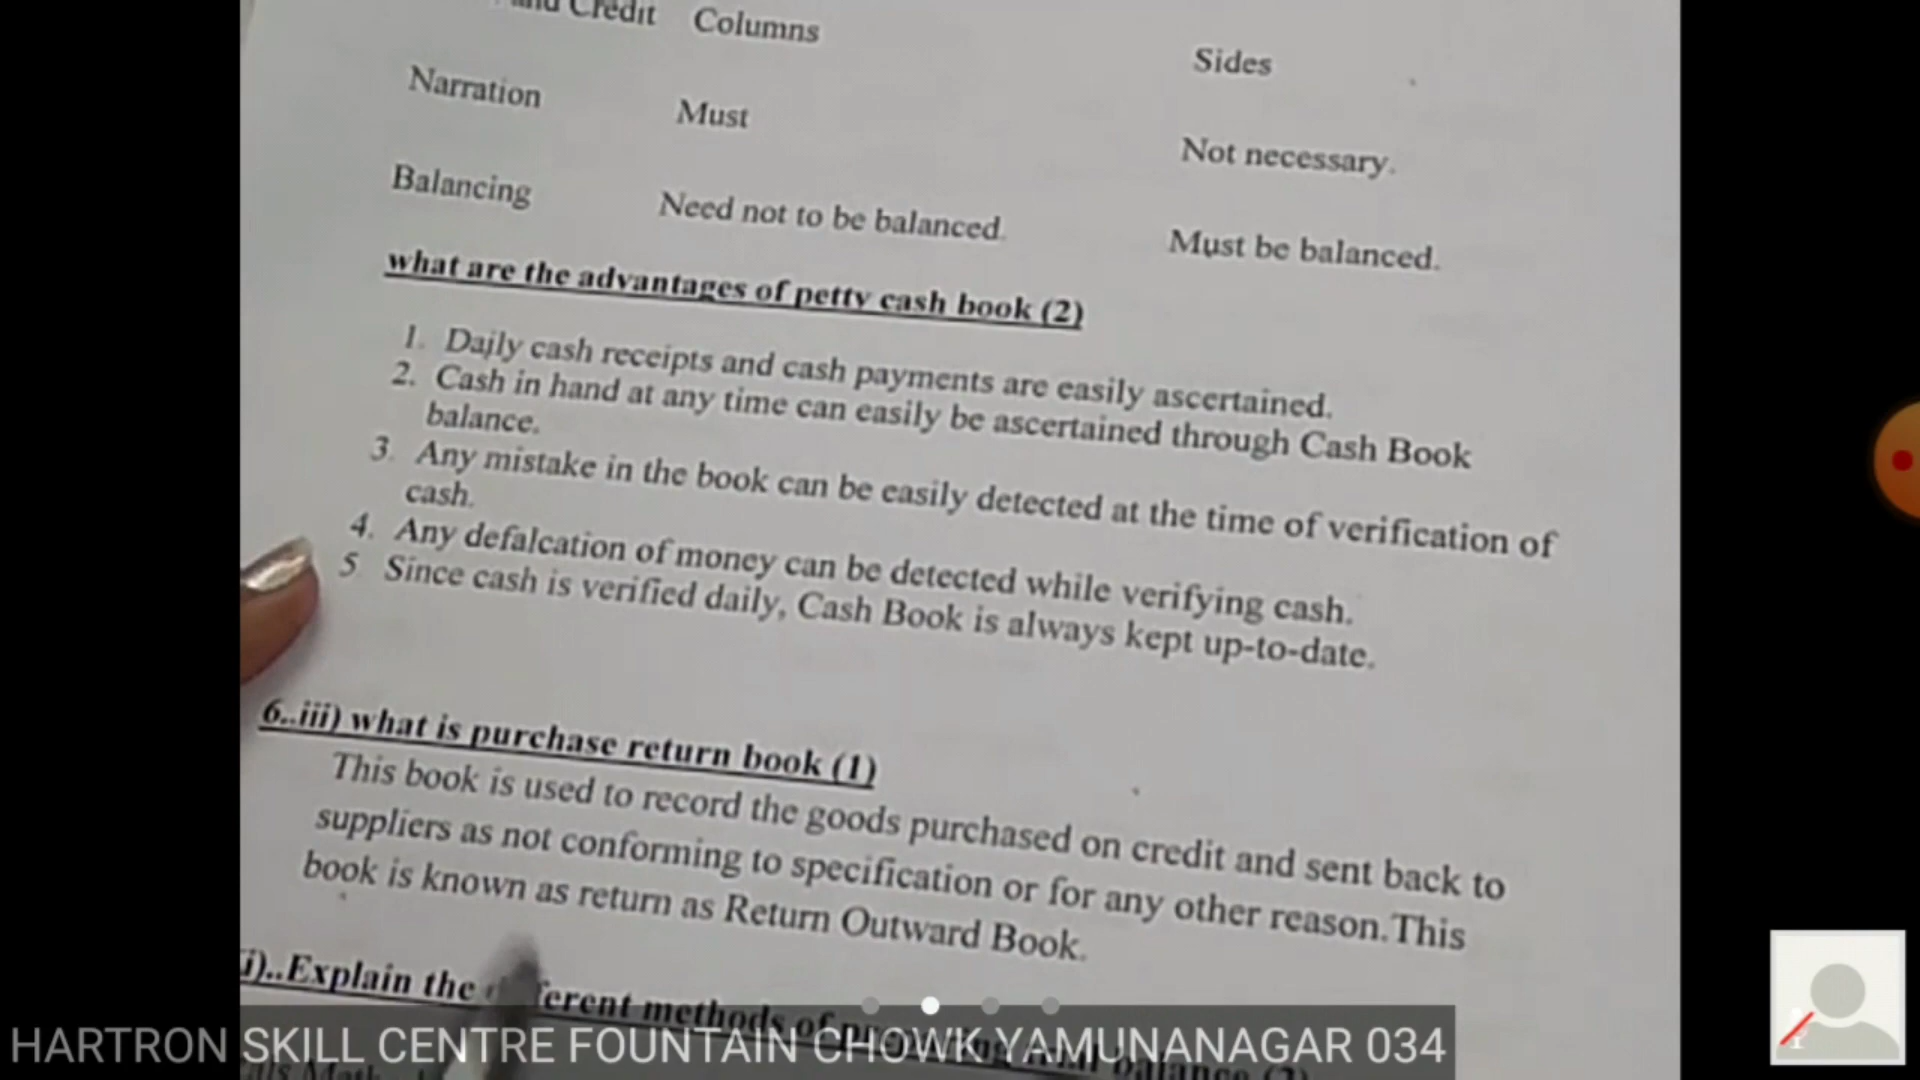 and Credit Columns
Sides
Narration Must Not necessary.
Balancing Need not to be balanced. Must be balanced.
what are the advantages of petty cash book (2)
1. Daily cash receipts and cash payments are easily ascertained.
2. Cash in hand at any time can easily be ascertained through Cash Book
balance.
3. Any mistake in the book can be easily detected at the time of verification of
cash.
4. Any defalcation of money can be detected while verifying cash.
5 Since cash is verified daily, Cash Book is always kept up-to-date.
6..iii) what is purchase return book (1)
This book is used to record the goods purchased on credit and sent back to
suppliers as not conforming to specification or for any other reason.This
book is known as return as Return Outward Book.
i)..Explain the methods of balance (2)
HARTRON SKILL CENTRE FOUNTAIN CHOWK YAMUNANAGAR 034